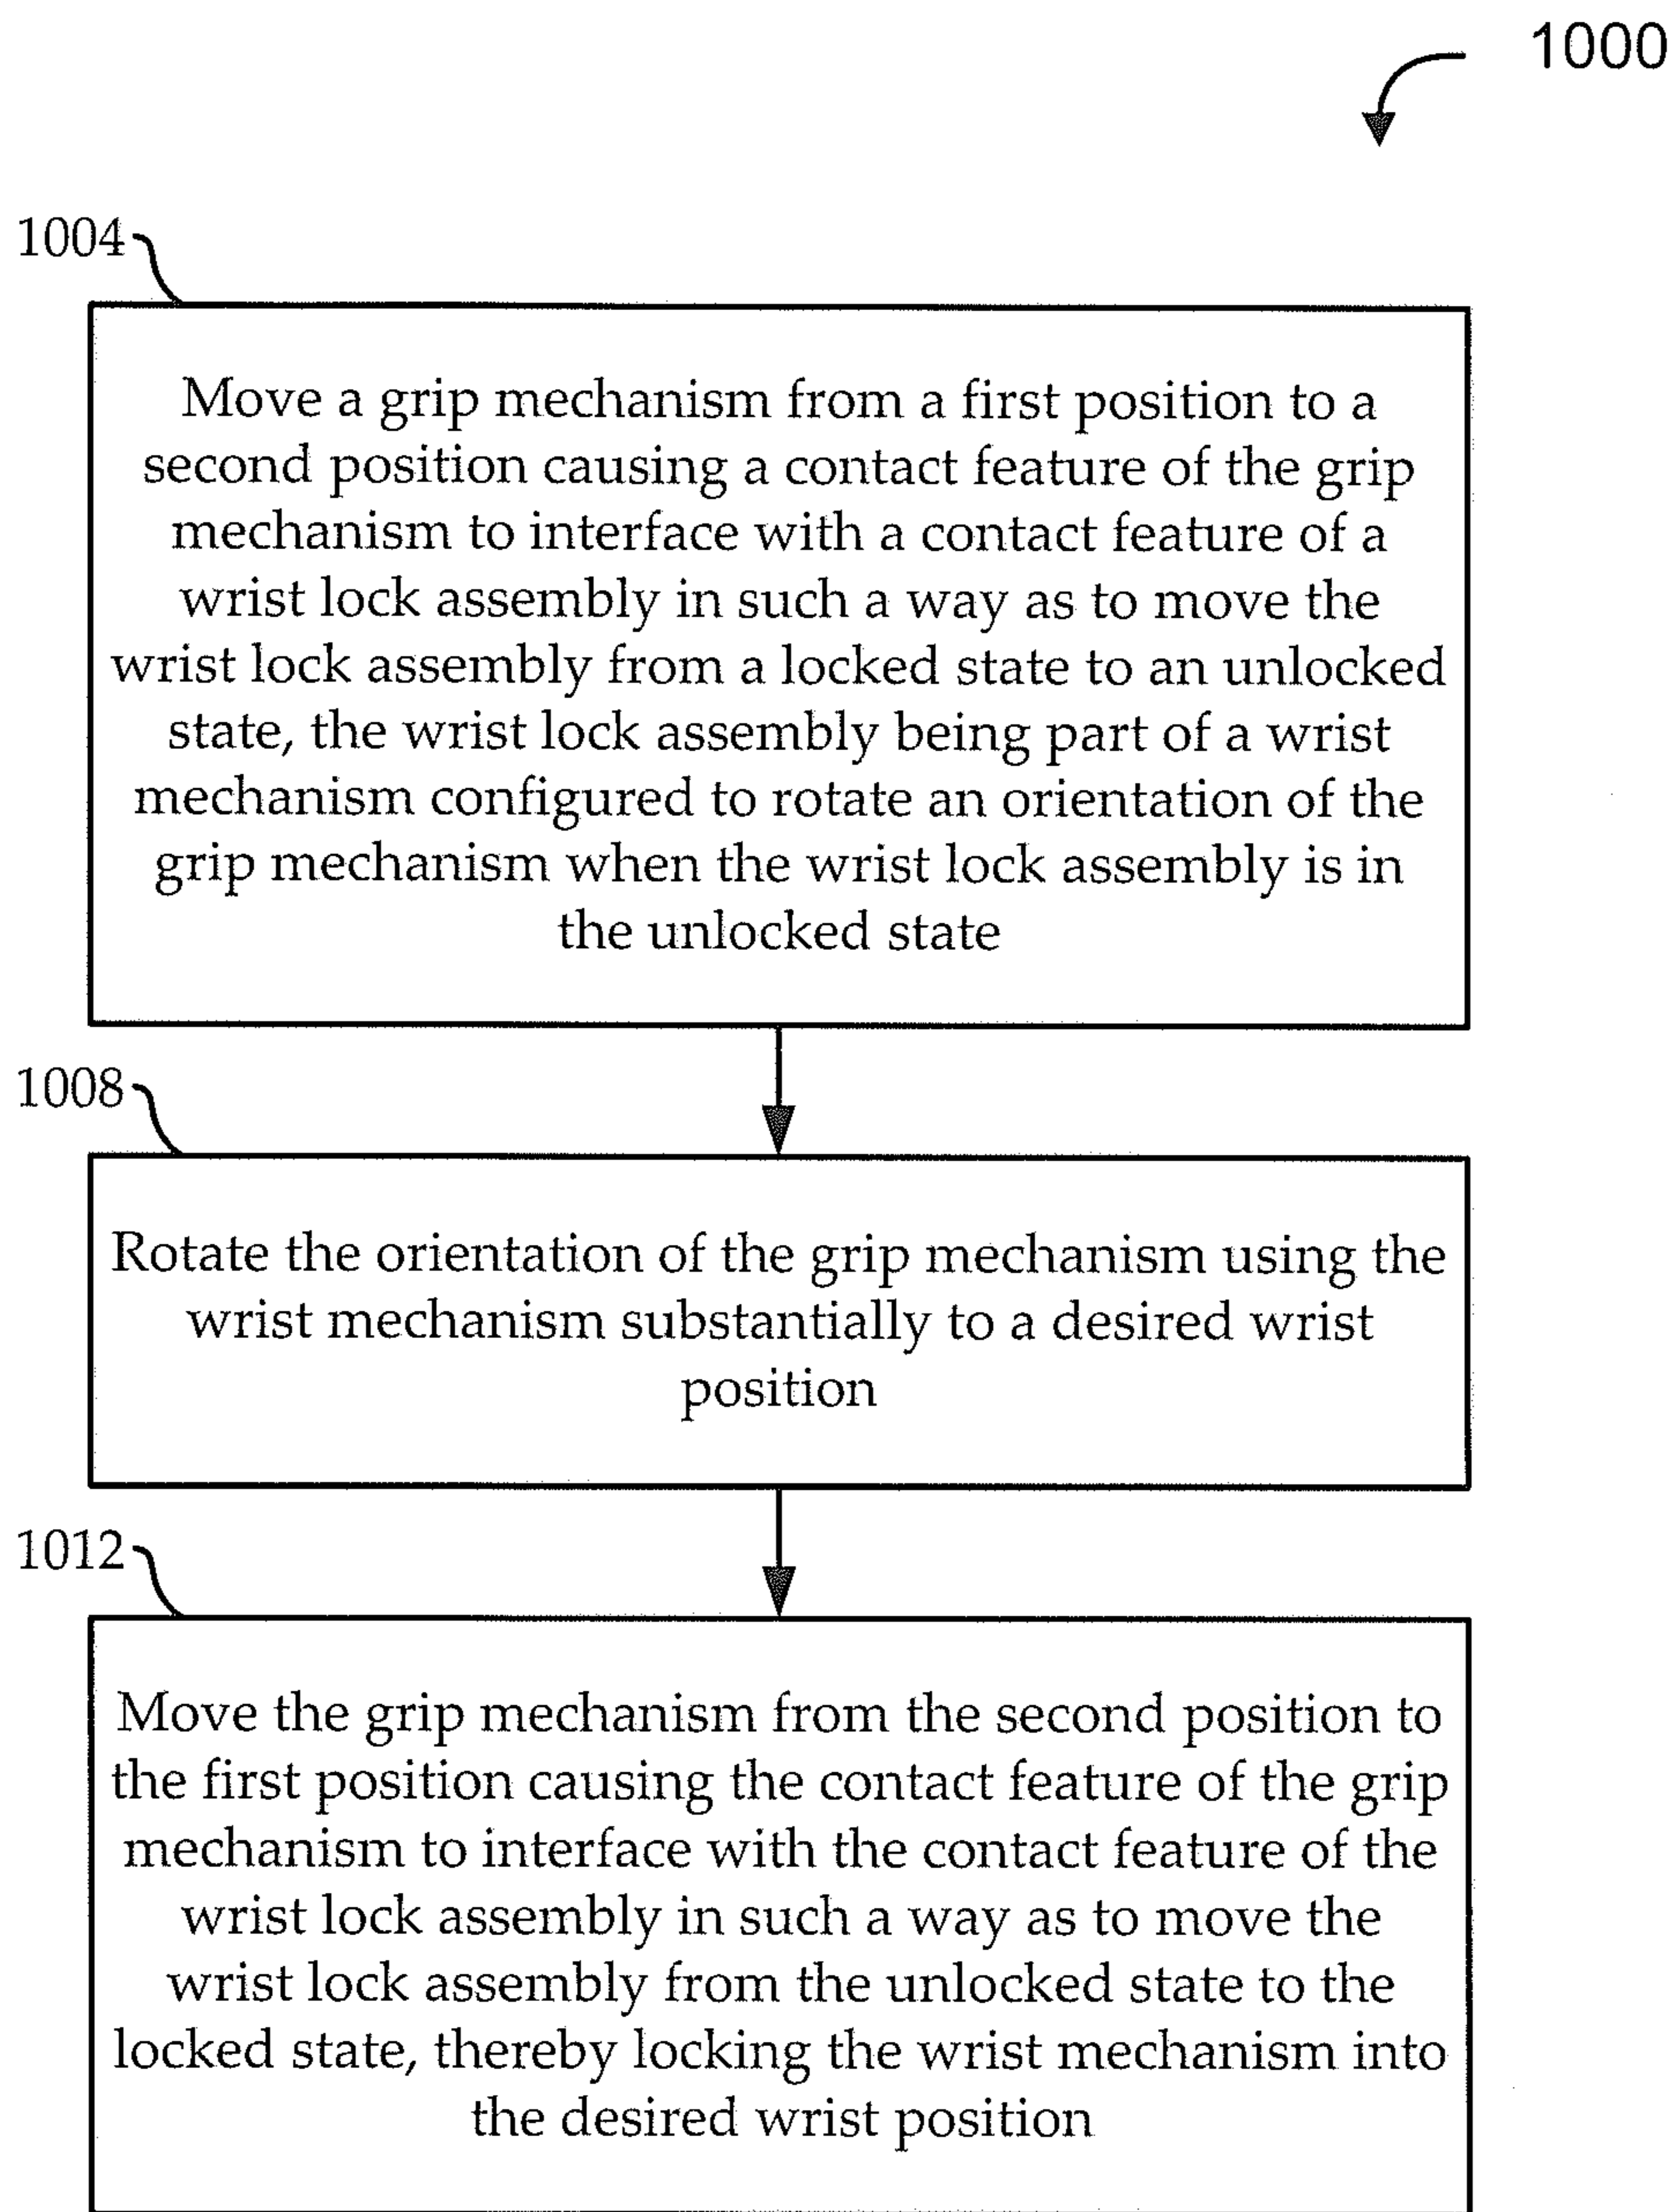 1000
1004
Move a grip mechanism from a first position to a
second position causing a contact feature of the grip
mechanism to interface with a contact feature of a
wrist lock assembly in such a way as to move the
wrist lock assembly from a locked state to an unlocked
state, the wrist lock assembly being part of a wrist
mechanism configured to rotate an orientation of the
grip mechanism when the wrist lock assembly is in
the unlocked state
1008
Rotate the orientation of the grip mechanism using the
wrist mechanism substantially to a desired wrist
position
1012
Move the grip mechanism from the second position to
the first position causing the contact feature of the grip
mechanism to interface with the contact feature of the
wrist lock assembly in such a way as to move the
wrist lock assembly from the unlocked state to the
locked state, thereby locking the wrist mechanism into
the desired wrist position